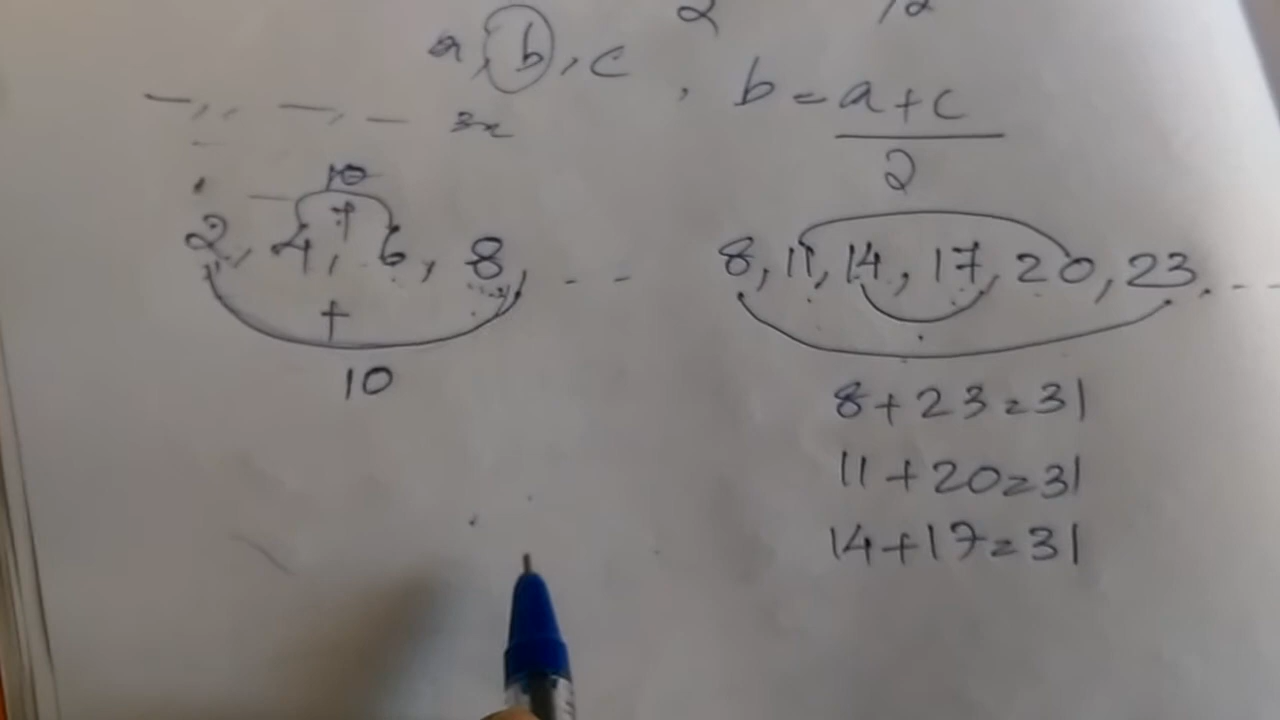 a, b, c , b = a+c
2
10
+
2, 4, 6, 8, - -
8, 11, 14, 17, 20, 23, - - -
+
10
8+23=31
11+20=31
14+17=31